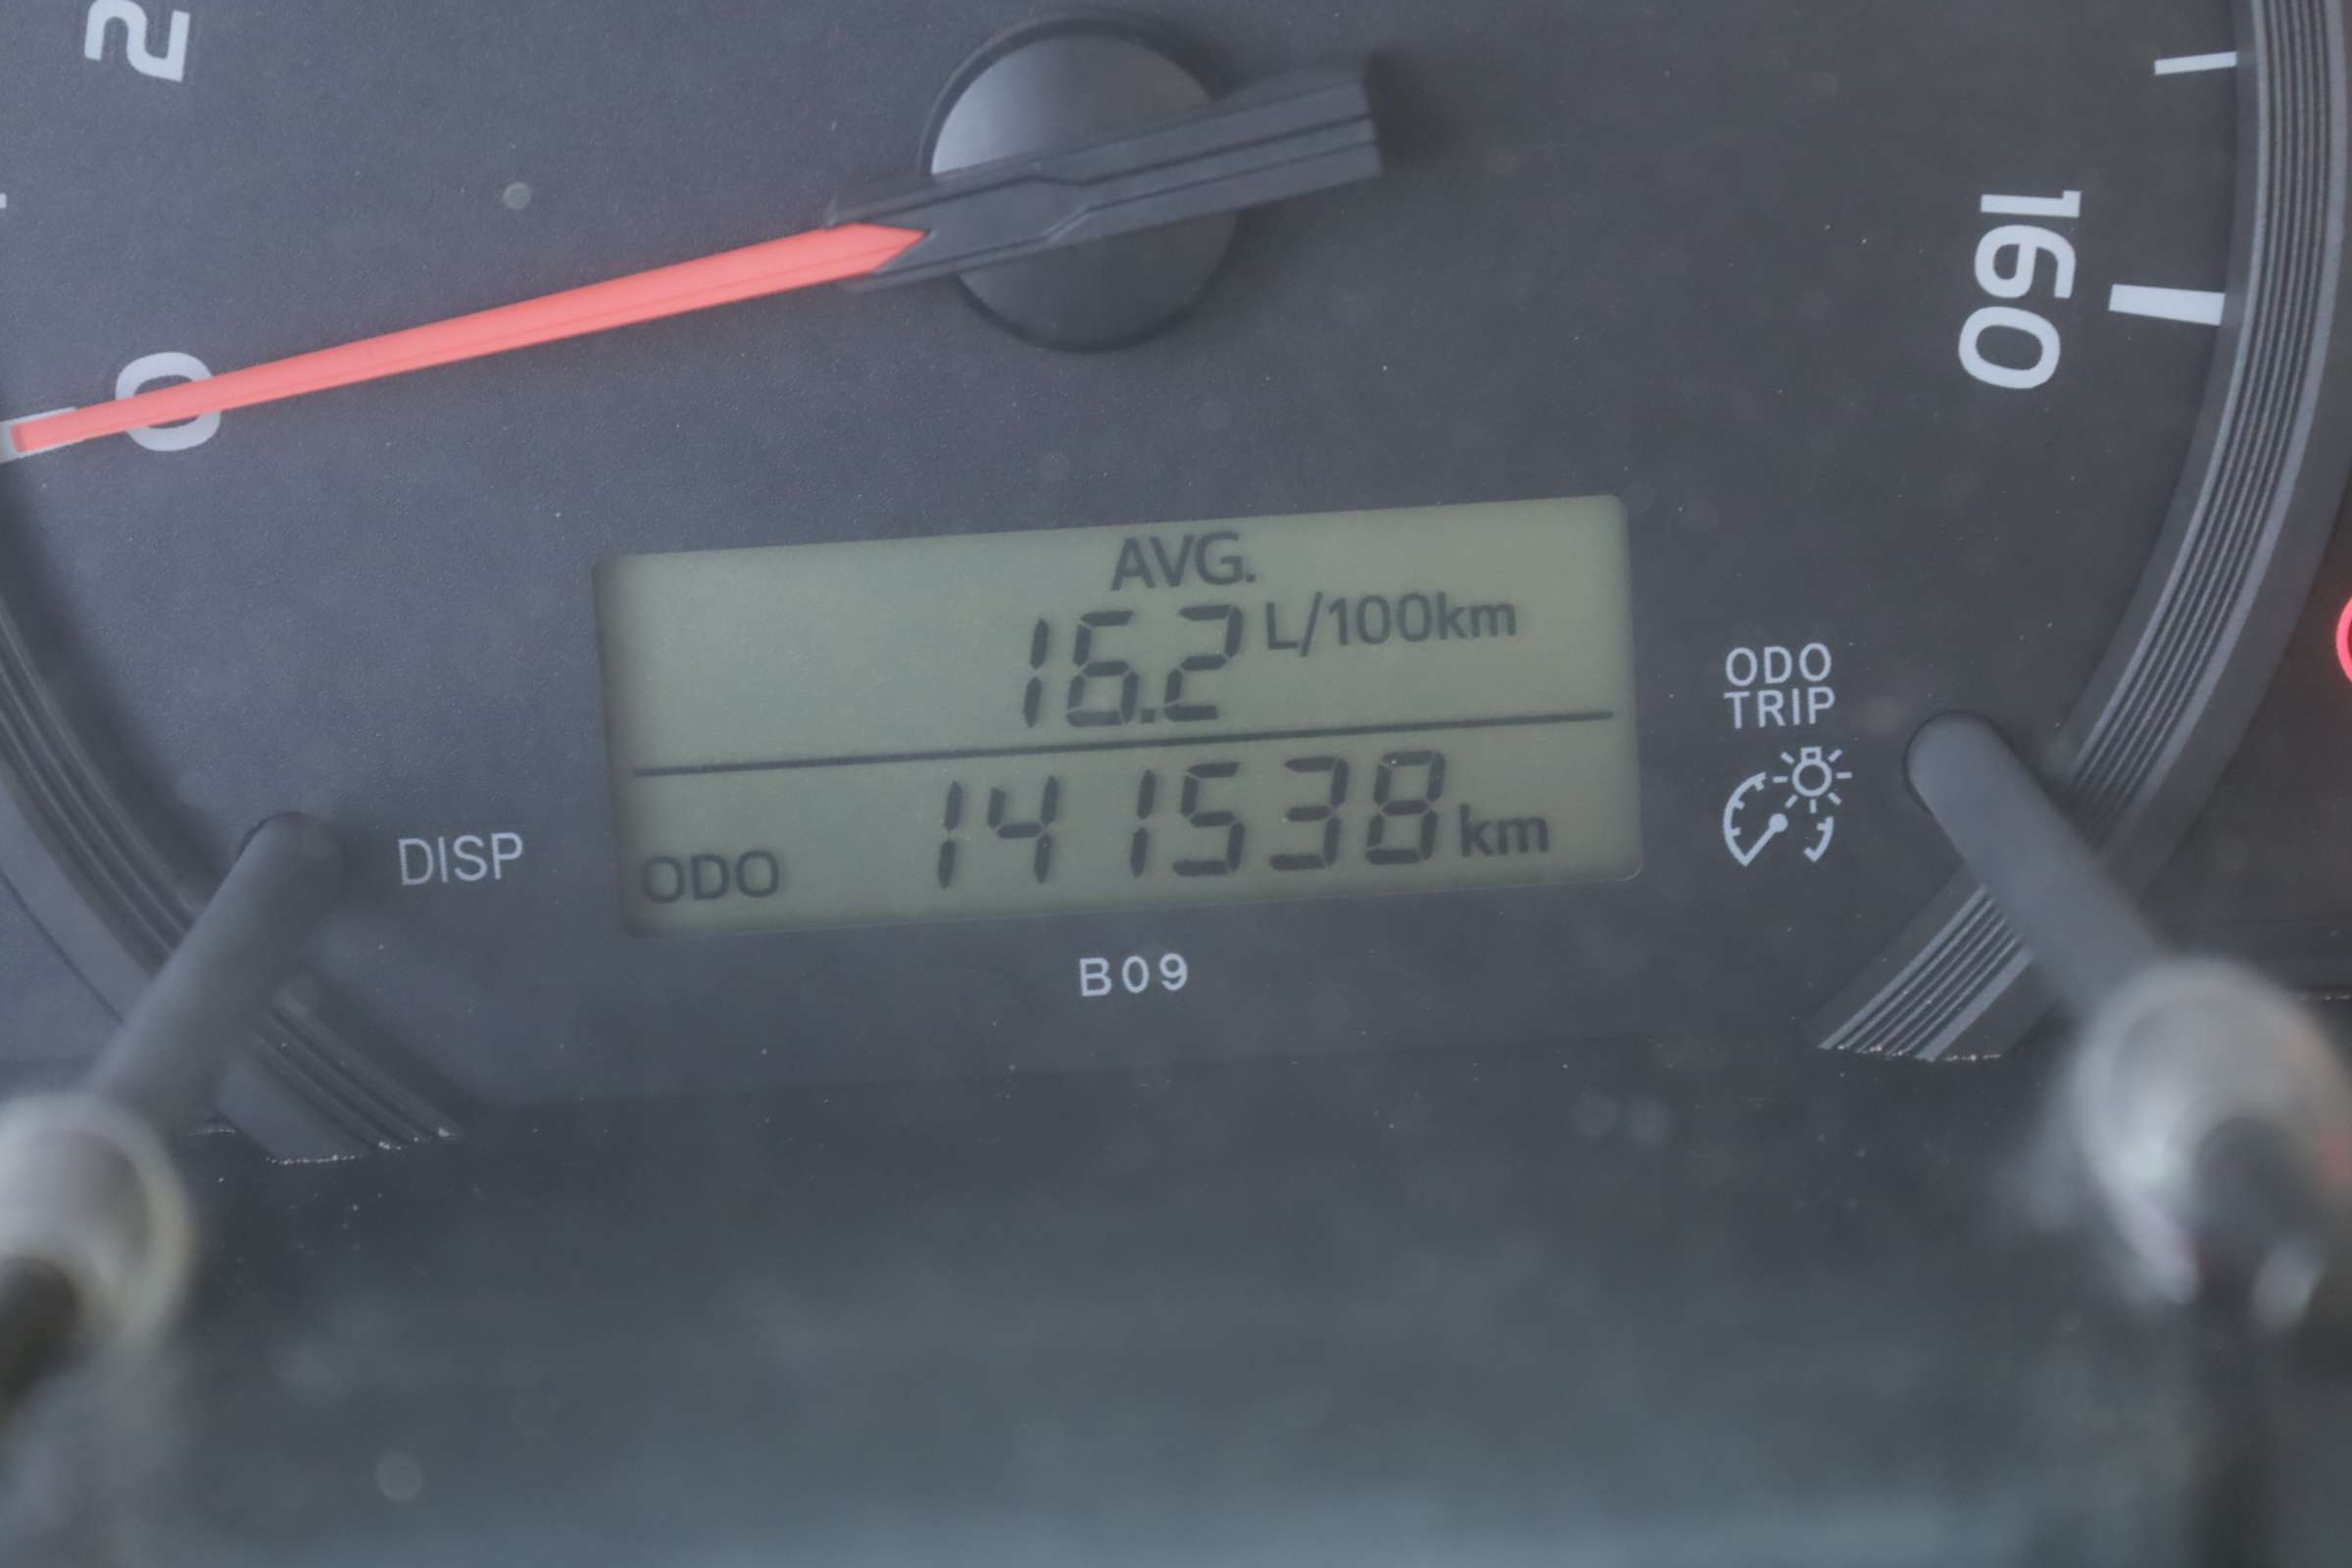 2
0
160
AVG.
16.2 L/100km
ODO 141538 km
ODO
TRIP
DISP
B09